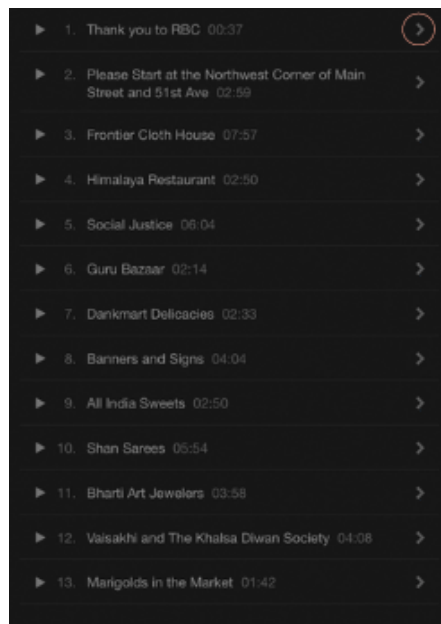 1. Thank you to RBC 00:37
2. Please Start at the Northwest Corner of Main
Street and 51st Ave 02:59
3. Frontier Cloth House 07:57
4. Himalaya Restaurant 02:50
5. Social Justice 06:04
6. Guru Bazaar 02:14
7. Dankmart Delicacies 02:33
8. Banners and Signs 04:04
9. All India Sweets 02:50
10. Shan Sarees 05:54
11. Bharti Art Jewelers 03:58
12. Vaisakhi and The Khalsa Diwan Society 04:08
13. Marigolds in the Market 01:42